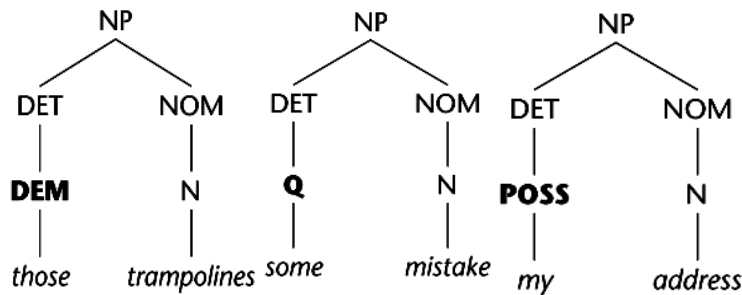 NP NP NP
DET NOM DET NOM DET NOM
DEM N Q N POSS N
those trampolines some mistake my address